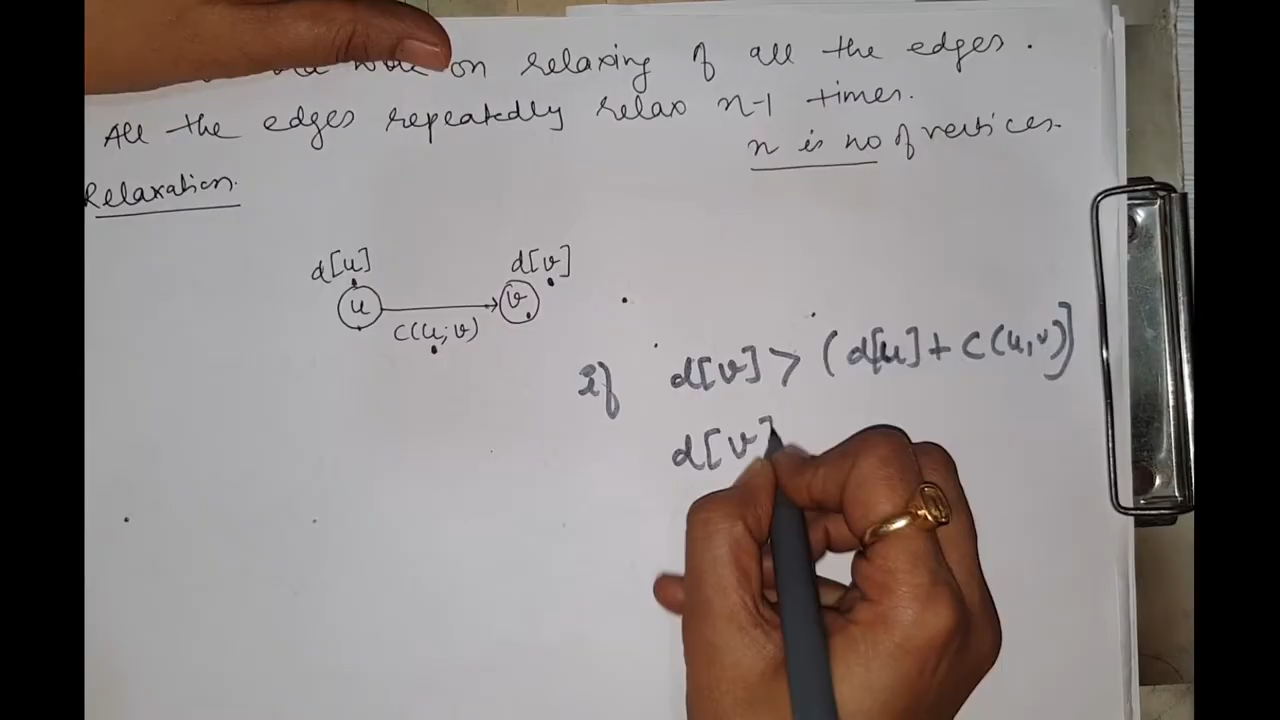 on relaxing of all the edges.
All the edges repeatedly relax n-1 times.
n is no of vertices.
Relaxation.
d[u] d[v]
u v
C(u,v)
if d[v] > (d[u] + C(u,v)]
d[v]